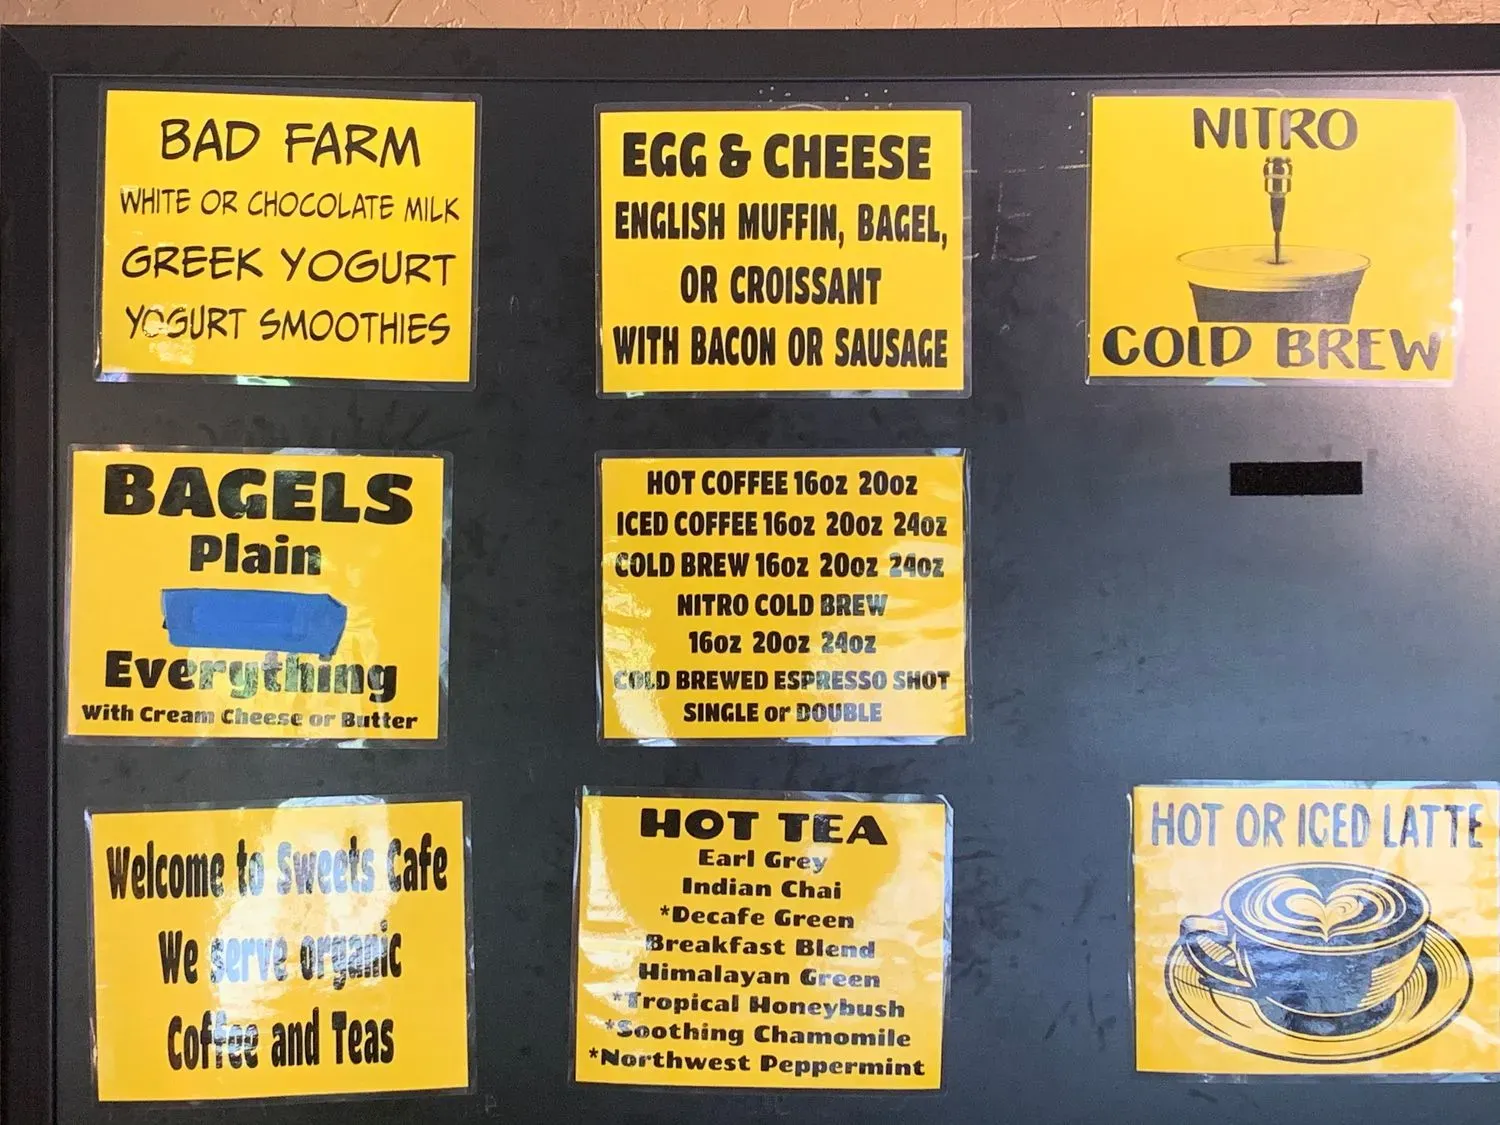 BAD FARM
WHITE OR CHOCOLATE MILK
GREEK YOGURT
YOGURT SMOOTHIES
EGG & CHEESE
ENGLISH MUFFIN, BAGEL,
OR CROISSANT
WITH BACON OR SAUSAGE
NITRO
COLD BREW
BAGELS
Plain
Everything
With Cream Cheese or Butter
HOT COFFEE 16oz 20oz
ICED COFFEE 16oz 20oz 24oz
COLD BREW 16oz 20oz 24oz
NITRO COLD BREW
16oz 20oz 24oz
COLD BREWED ESPRESSO SHOT
SINGLE or DOUBLE
Welcome to Sweets Cafe
We serve organic
Coffee and Teas
HOT TEA
Earl Grey
Indian Chai
*Decafe Green
Breakfast Blend
Himalayan Green
*Tropical Honeybush
*Soothing Chamomile
*Northwest Peppermint
HOT OR ICED LATTE